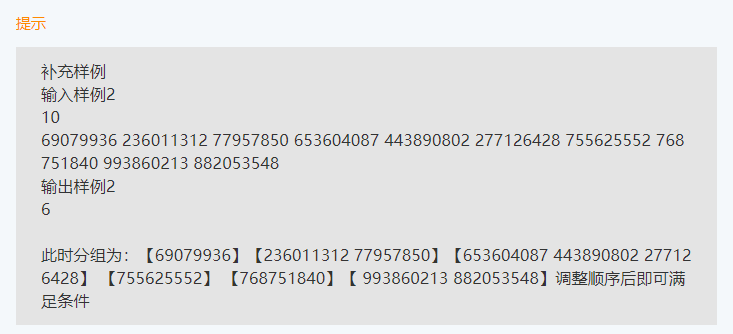 提示
补充样例
输入样例2
10
69079936 236011312 77957850 653604087 443890802 277126428 755625552 768
751840 993860213 882053548
输出样例2
6
此时分组为：【69079936】【236011312 77957850】【653604087 443890802 27712
6428】 【755625552】 【768751840】【 993860213 882053548】调整顺序后即可满
足条件